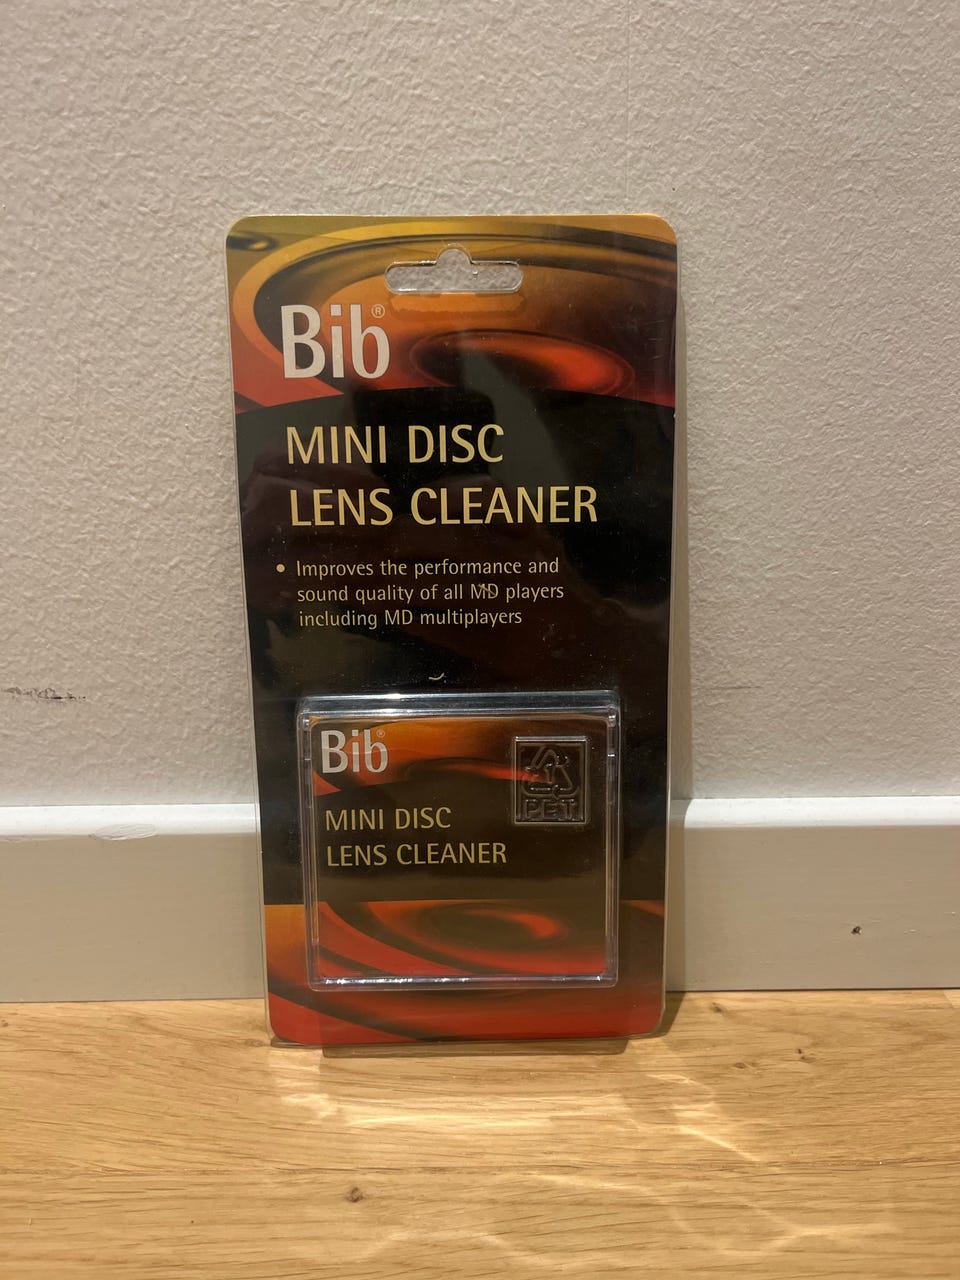 Bib®
MINI DISC
LENS CLEANER
• Improves the performance and
sound quality of all MD players
including MD multiplayers
Bib®
MINI DISC
LENS CLEANER
PET